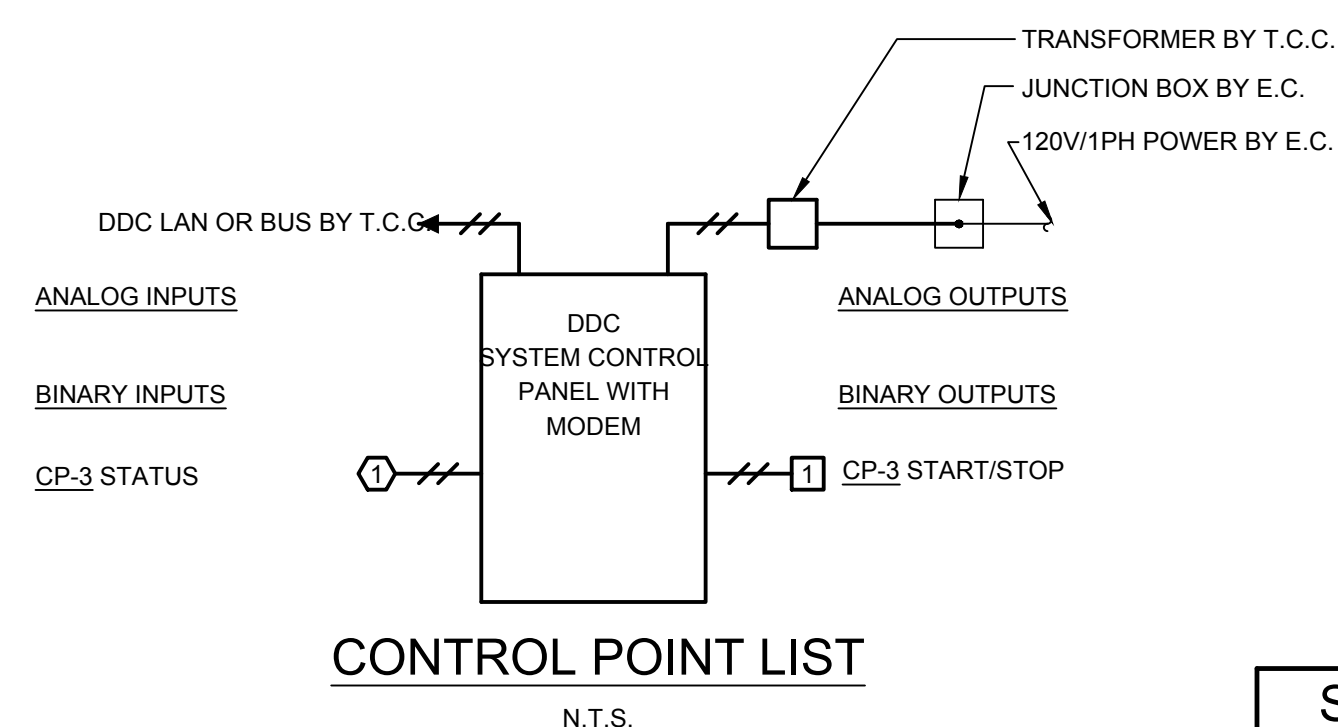 TRANSFORMER BY T.C.C.
JUNCTION BOX BY E.C.
120V/1PH POWER BY E.C.
DDC LAN OR BUS BY T.C.C.
ANALOG INPUTS
ANALOG OUTPUTS
DDC
SYSTEM CONTROL
PANEL WITH
MODEM
BINARY INPUTS
BINARY OUTPUTS
CP-3 STATUS
1
1
CP-3 START/STOP
CONTROL POINT LIST
N.T.S.